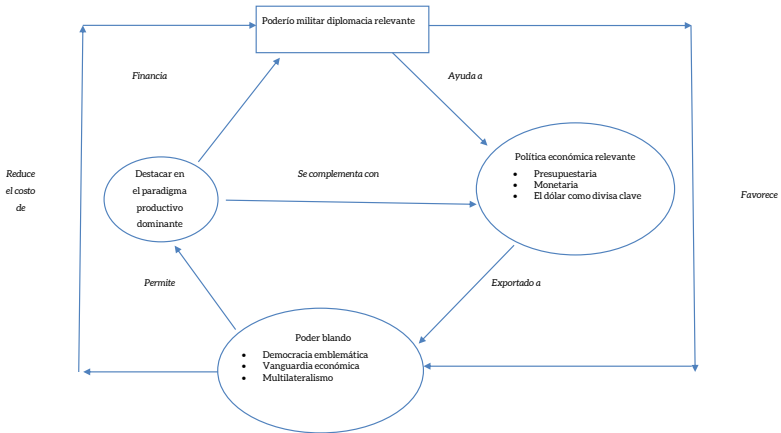 Poderío militar diplomacia relevante
Financia
Ayuda a
Reduce
el costo
de
Destacar en
el paradigma
productivo
dominante
Se complementa con
Política económica relevante
• Presupuestaria
• Monetaria
• El dólar como divisa clave
Favorece
Permite
Exportado a
Poder blando
• Democracia emblemática
• Vanguardia económica
• Multilateralismo